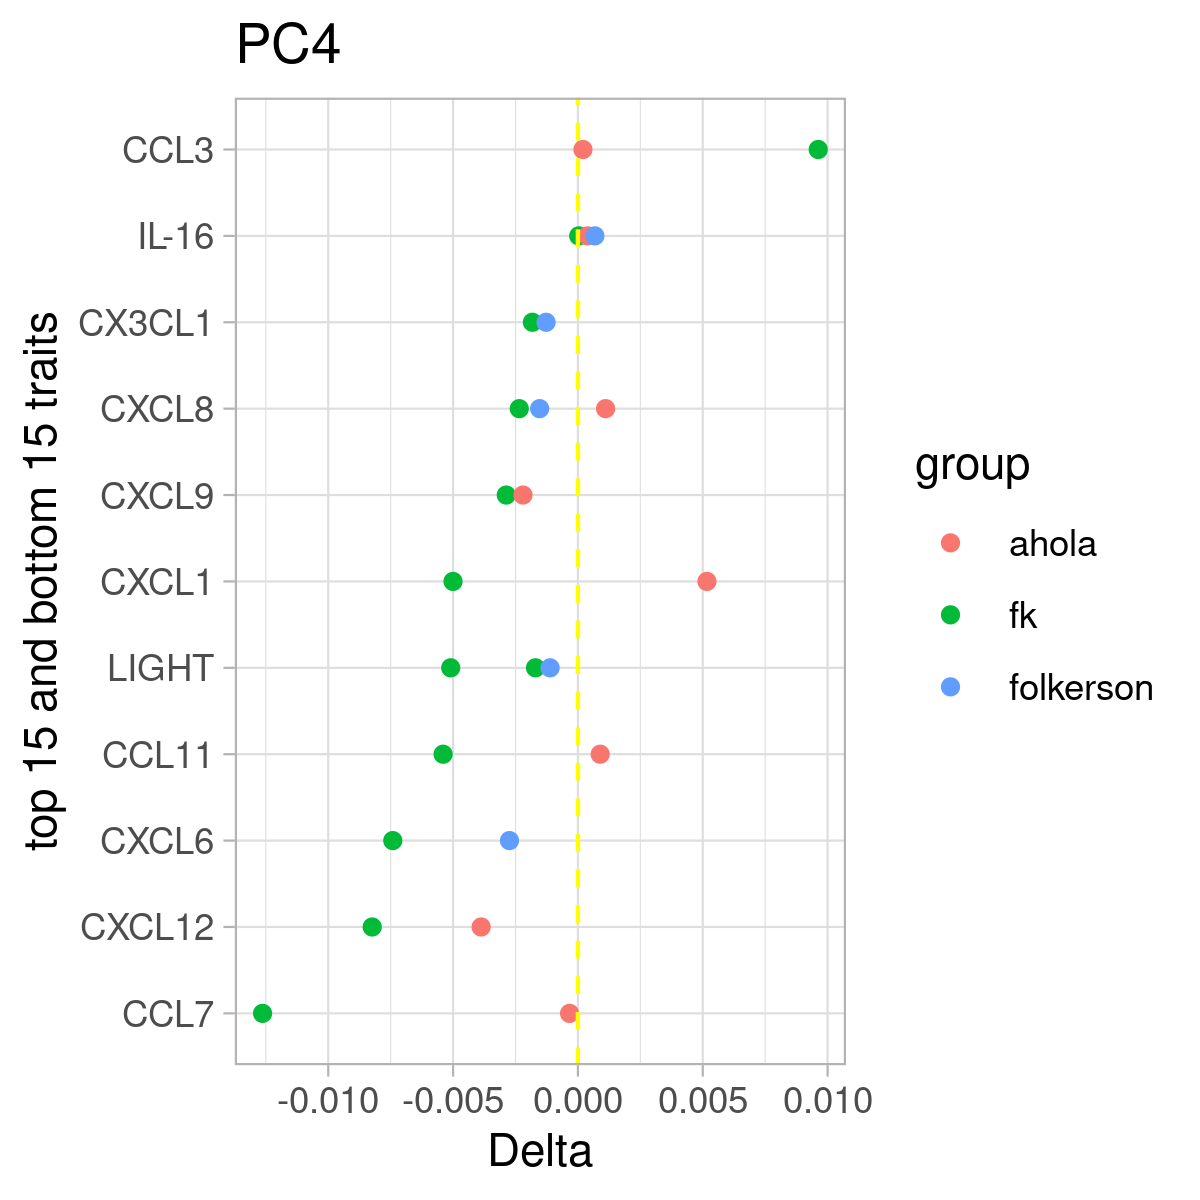 PC4
CCL3
IL-16
CX3CL1
CXCL8
CXCL9
CXCL1
LIGHT
CCL11
CXCL6
CXCL12
CCL7
top 15 and bottom 15 traits
-0.010 -0.005 0.000 0.005 0.010
Delta
group
ahola
fk
folkerson